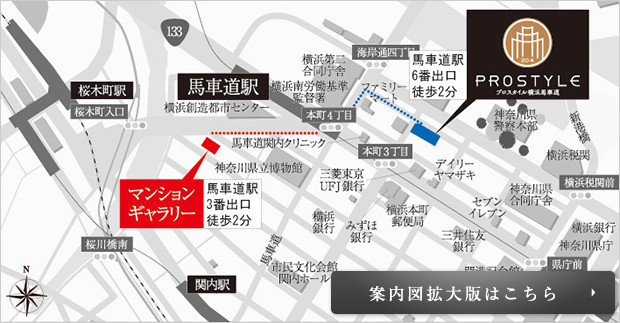 133
海岸通四丁目
2014
PROSTYLE
プロスタイル横浜馬車道
横浜第二
合同庁舎
馬車道駅
6番出口
徒歩2分
桜木町駅
桜木町入口
馬車道駅
横浜創造都市センター
横浜南労働基準
監督署
ファミリー
ト
神奈川県
警察本部
新港橋
本町4丁目
馬車道関内クリニック
本町3丁目
横浜税関
神奈川県立博物館
デイリー
ヤマザキ
横浜税関前
マンション
ギャラリー
馬車道駅
3番出口
徒歩2分
三菱東京
UFJ銀行
神奈川県
合同庁舎
セブン
イレブン
横浜
銀行
みずほ
銀行
横浜本町
郵便局
三井住友
銀行
横浜銀行
神奈川県庁
桜川橋南
馬車道
市民文化会館
関内ホール
県庁前
N
関内駅
案内図拡大版はこちら